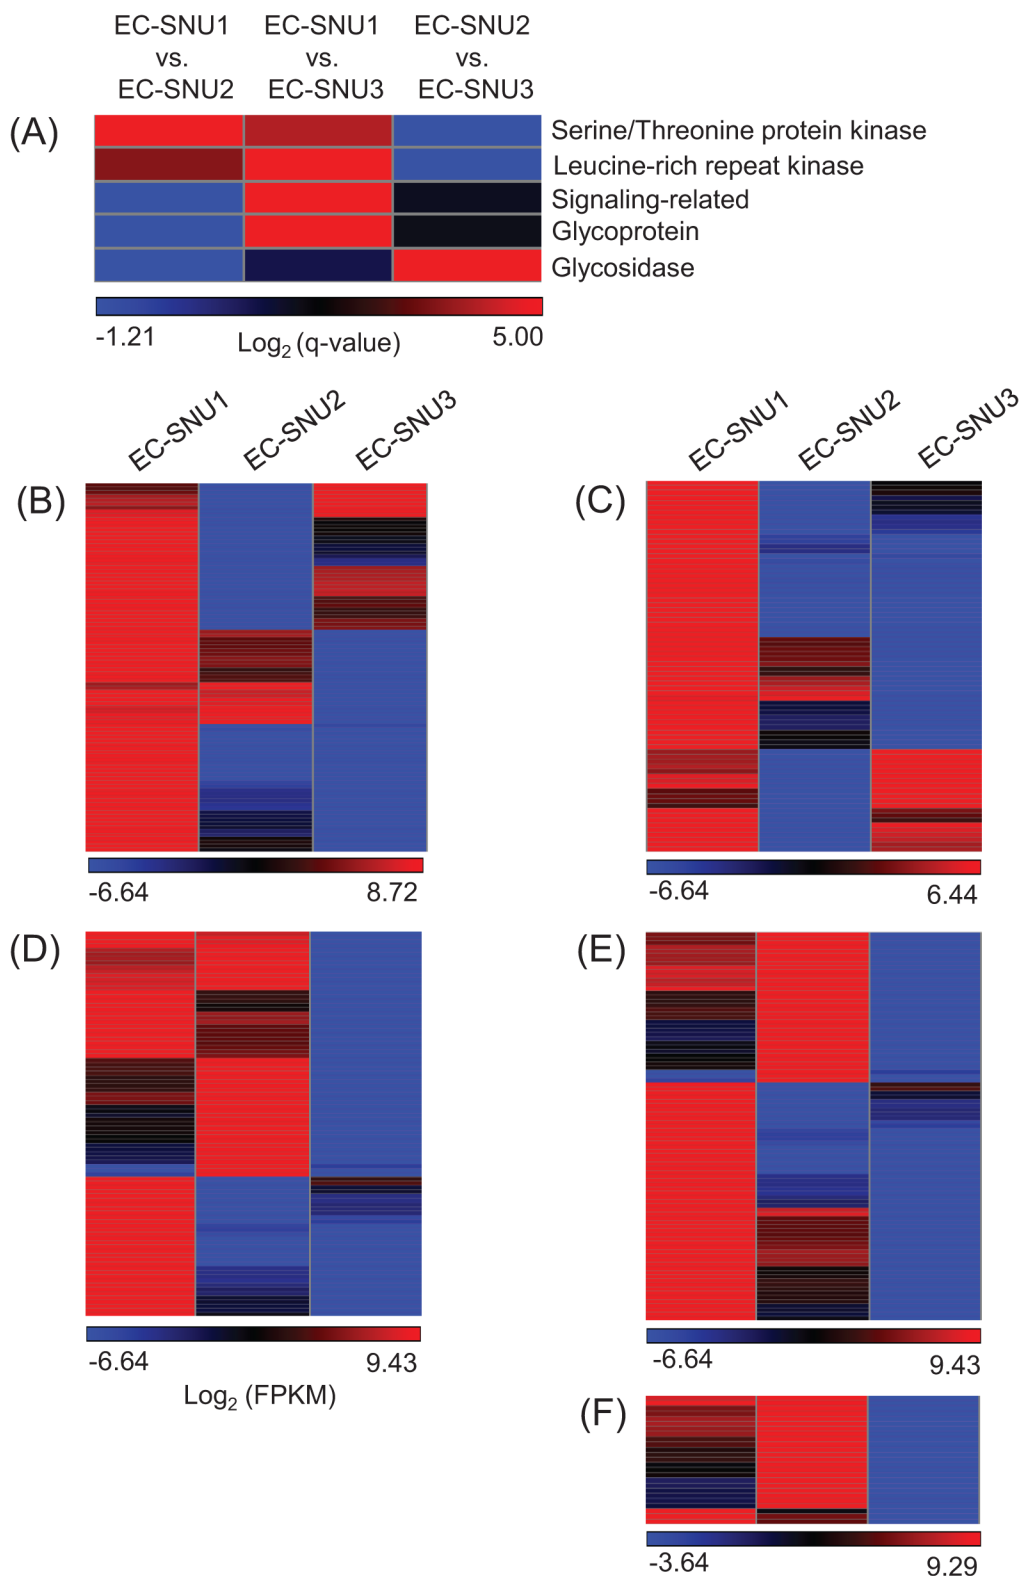 EC-SNU1 EC-SNU1 EC-SNU2
vs. vs. vs.
EC-SNU2 EC-SNU3 EC-SNU3
(A)
Serine/Threonine protein kinase
Leucine-rich repeat kinase
Signaling-related
Glycoprotein
Glycosidase
-1.21 Log₂ (q-value) 5.00
EC-SNU1 EC-SNU2 EC-SNU3
(B)
-6.64 8.72
EC-SNU1 EC-SNU2 EC-SNU3
(C)
-6.64 6.44
(D)
-6.64 9.43
Log₂ (FPKM)
(E)
-6.64 9.43
(F)
-3.64 9.29